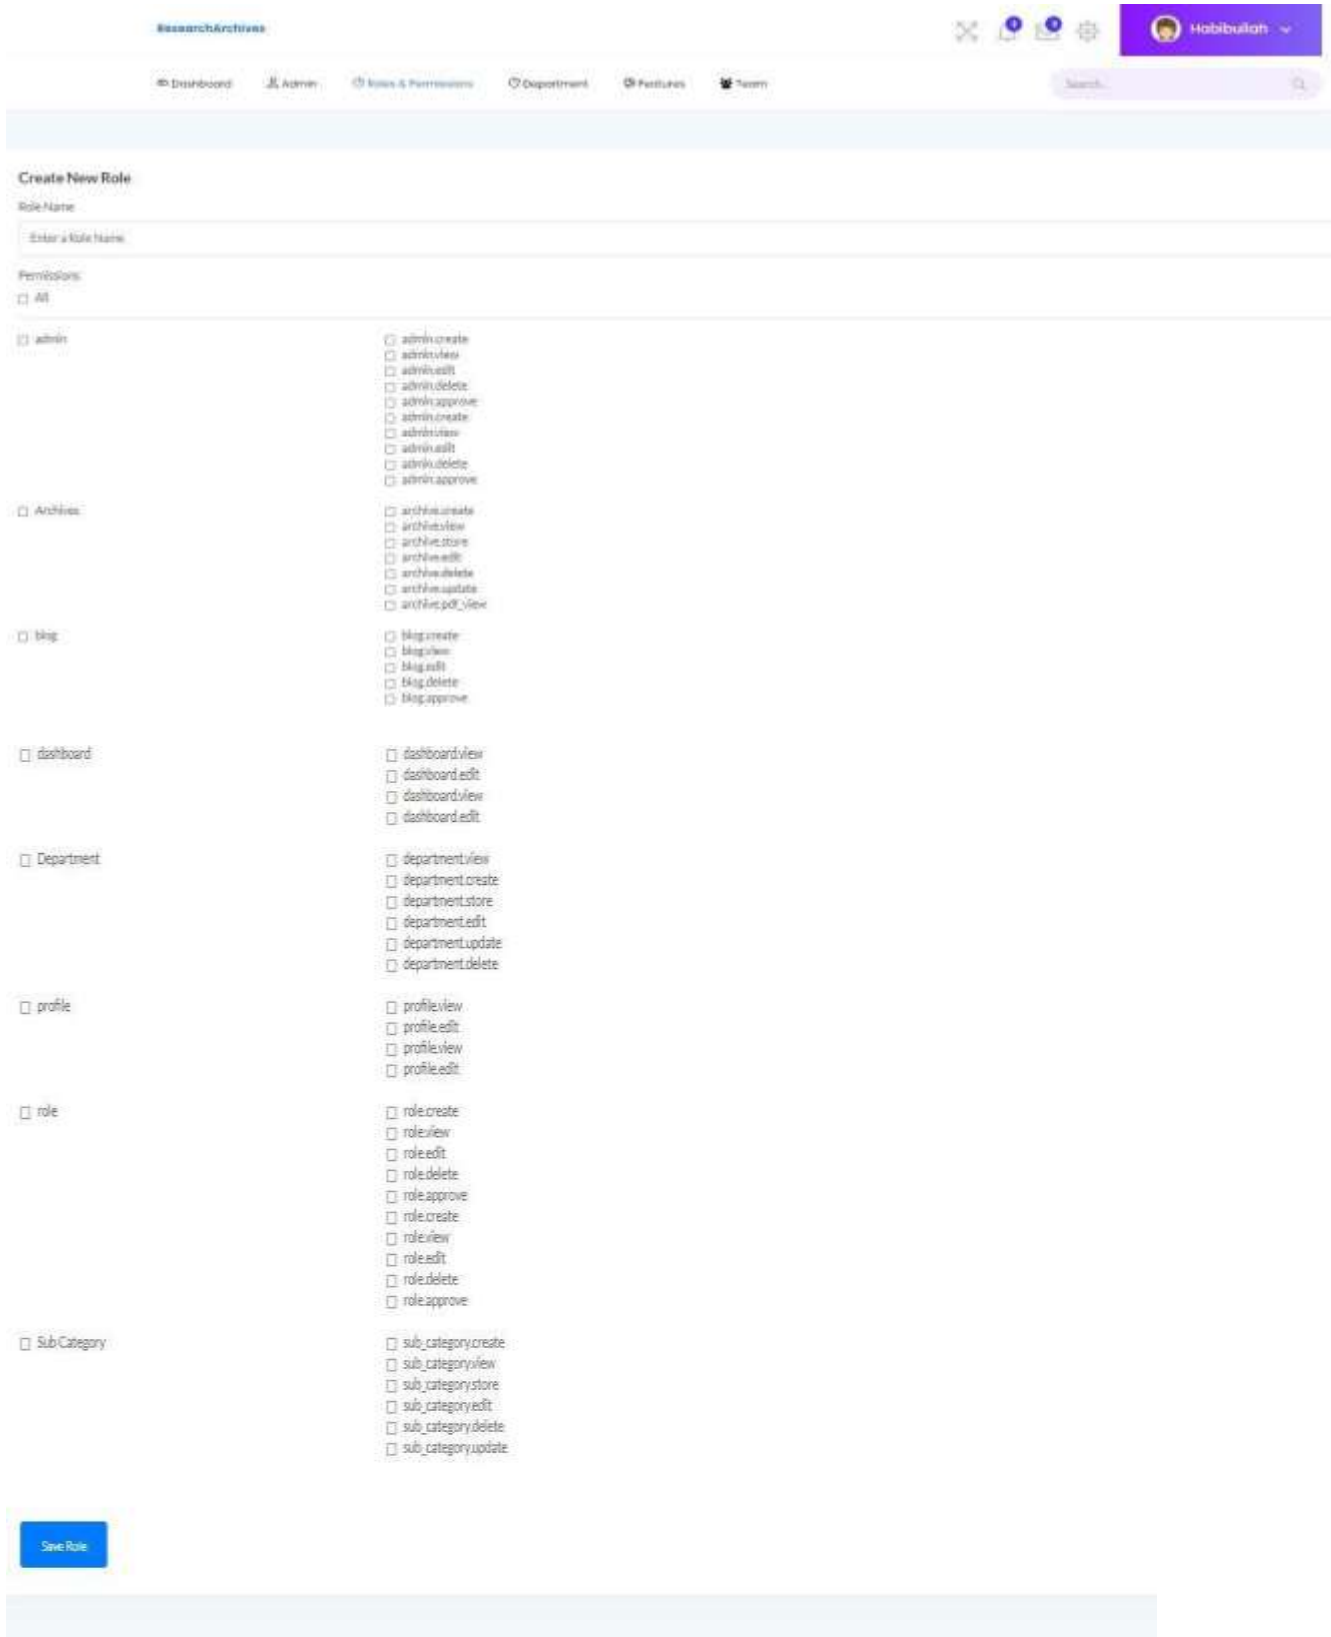 ResearchArchives
Habibullah
Dashboard Admin Roles & Permissions Department Features Team Search...
Create New Role
Role Name
Enter a Role Name
Permissions
All
admin admin.create
admin.view
admin.edit
admin.delete
admin.approve
admin.create
admin.view
admin.edit
admin.delete
admin.approve
Archives archive.create
archive.view
archive.store
archive.edit
archive.delete
archive.update
archive.pdf_view
blog blog.create
blog.view
blog.edit
blog.delete
blog.approve
dashboard dashboard.view
dashboard.edit
dashboard.view
dashboard.edit
Department department.view
department.create
department.store
department.edit
department.update
department.delete
profile profile.view
profile.edit
profile.view
profile.edit
role role.create
role.view
role.edit
role.delete
role.approve
role.create
role.view
role.edit
role.delete
role.approve
Sub Category sub_category.create
sub_category.view
sub_category.store
sub_category.edit
sub_category.delete
sub_category.update
Save Role